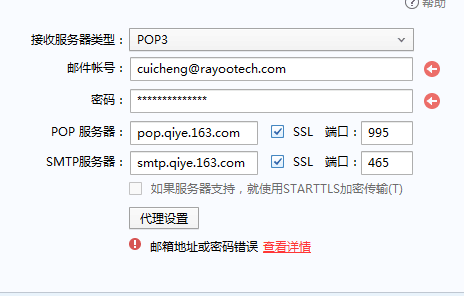 帮助
接收服务器类型： POP3
邮件帐号： cuicheng@rayootech.com
密码： **************
POP 服务器： pop.qiye.163.com SSL 端口： 995
SMTP服务器： smtp.qiye.163.com SSL 端口： 465
如果服务器支持，就使用STARTTLS加密传输(T)
代理设置
邮箱地址或密码错误 查看详情